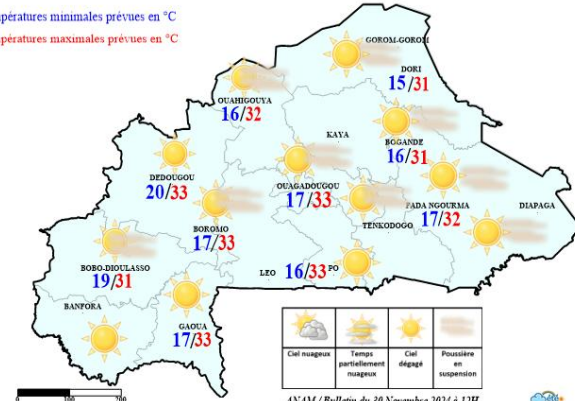 pératures minimales prévues en °C
pératures maximales prévues en °C
GOROM-GOROM
DORI
15/31
OUAHIGOUYA
16/32
KAYA
BOGANDE
16/31
DEDOUGOU
20/33
OUAGADOUGOU
17/33
FADA NGOURMA
17/32
DIAPAGA
TENKODOGO
BOROMO
17/33
BOBO-DIOULASSO
19/31
LEO
16/33
PO
BANFORA
GAOUA
17/33
Ciel nuageux
Temps partiellement nuageux
Ciel dégagé
Poussière en suspension
100
200
ANAM / Bulletin du 30 Novembre 2024 à 12H